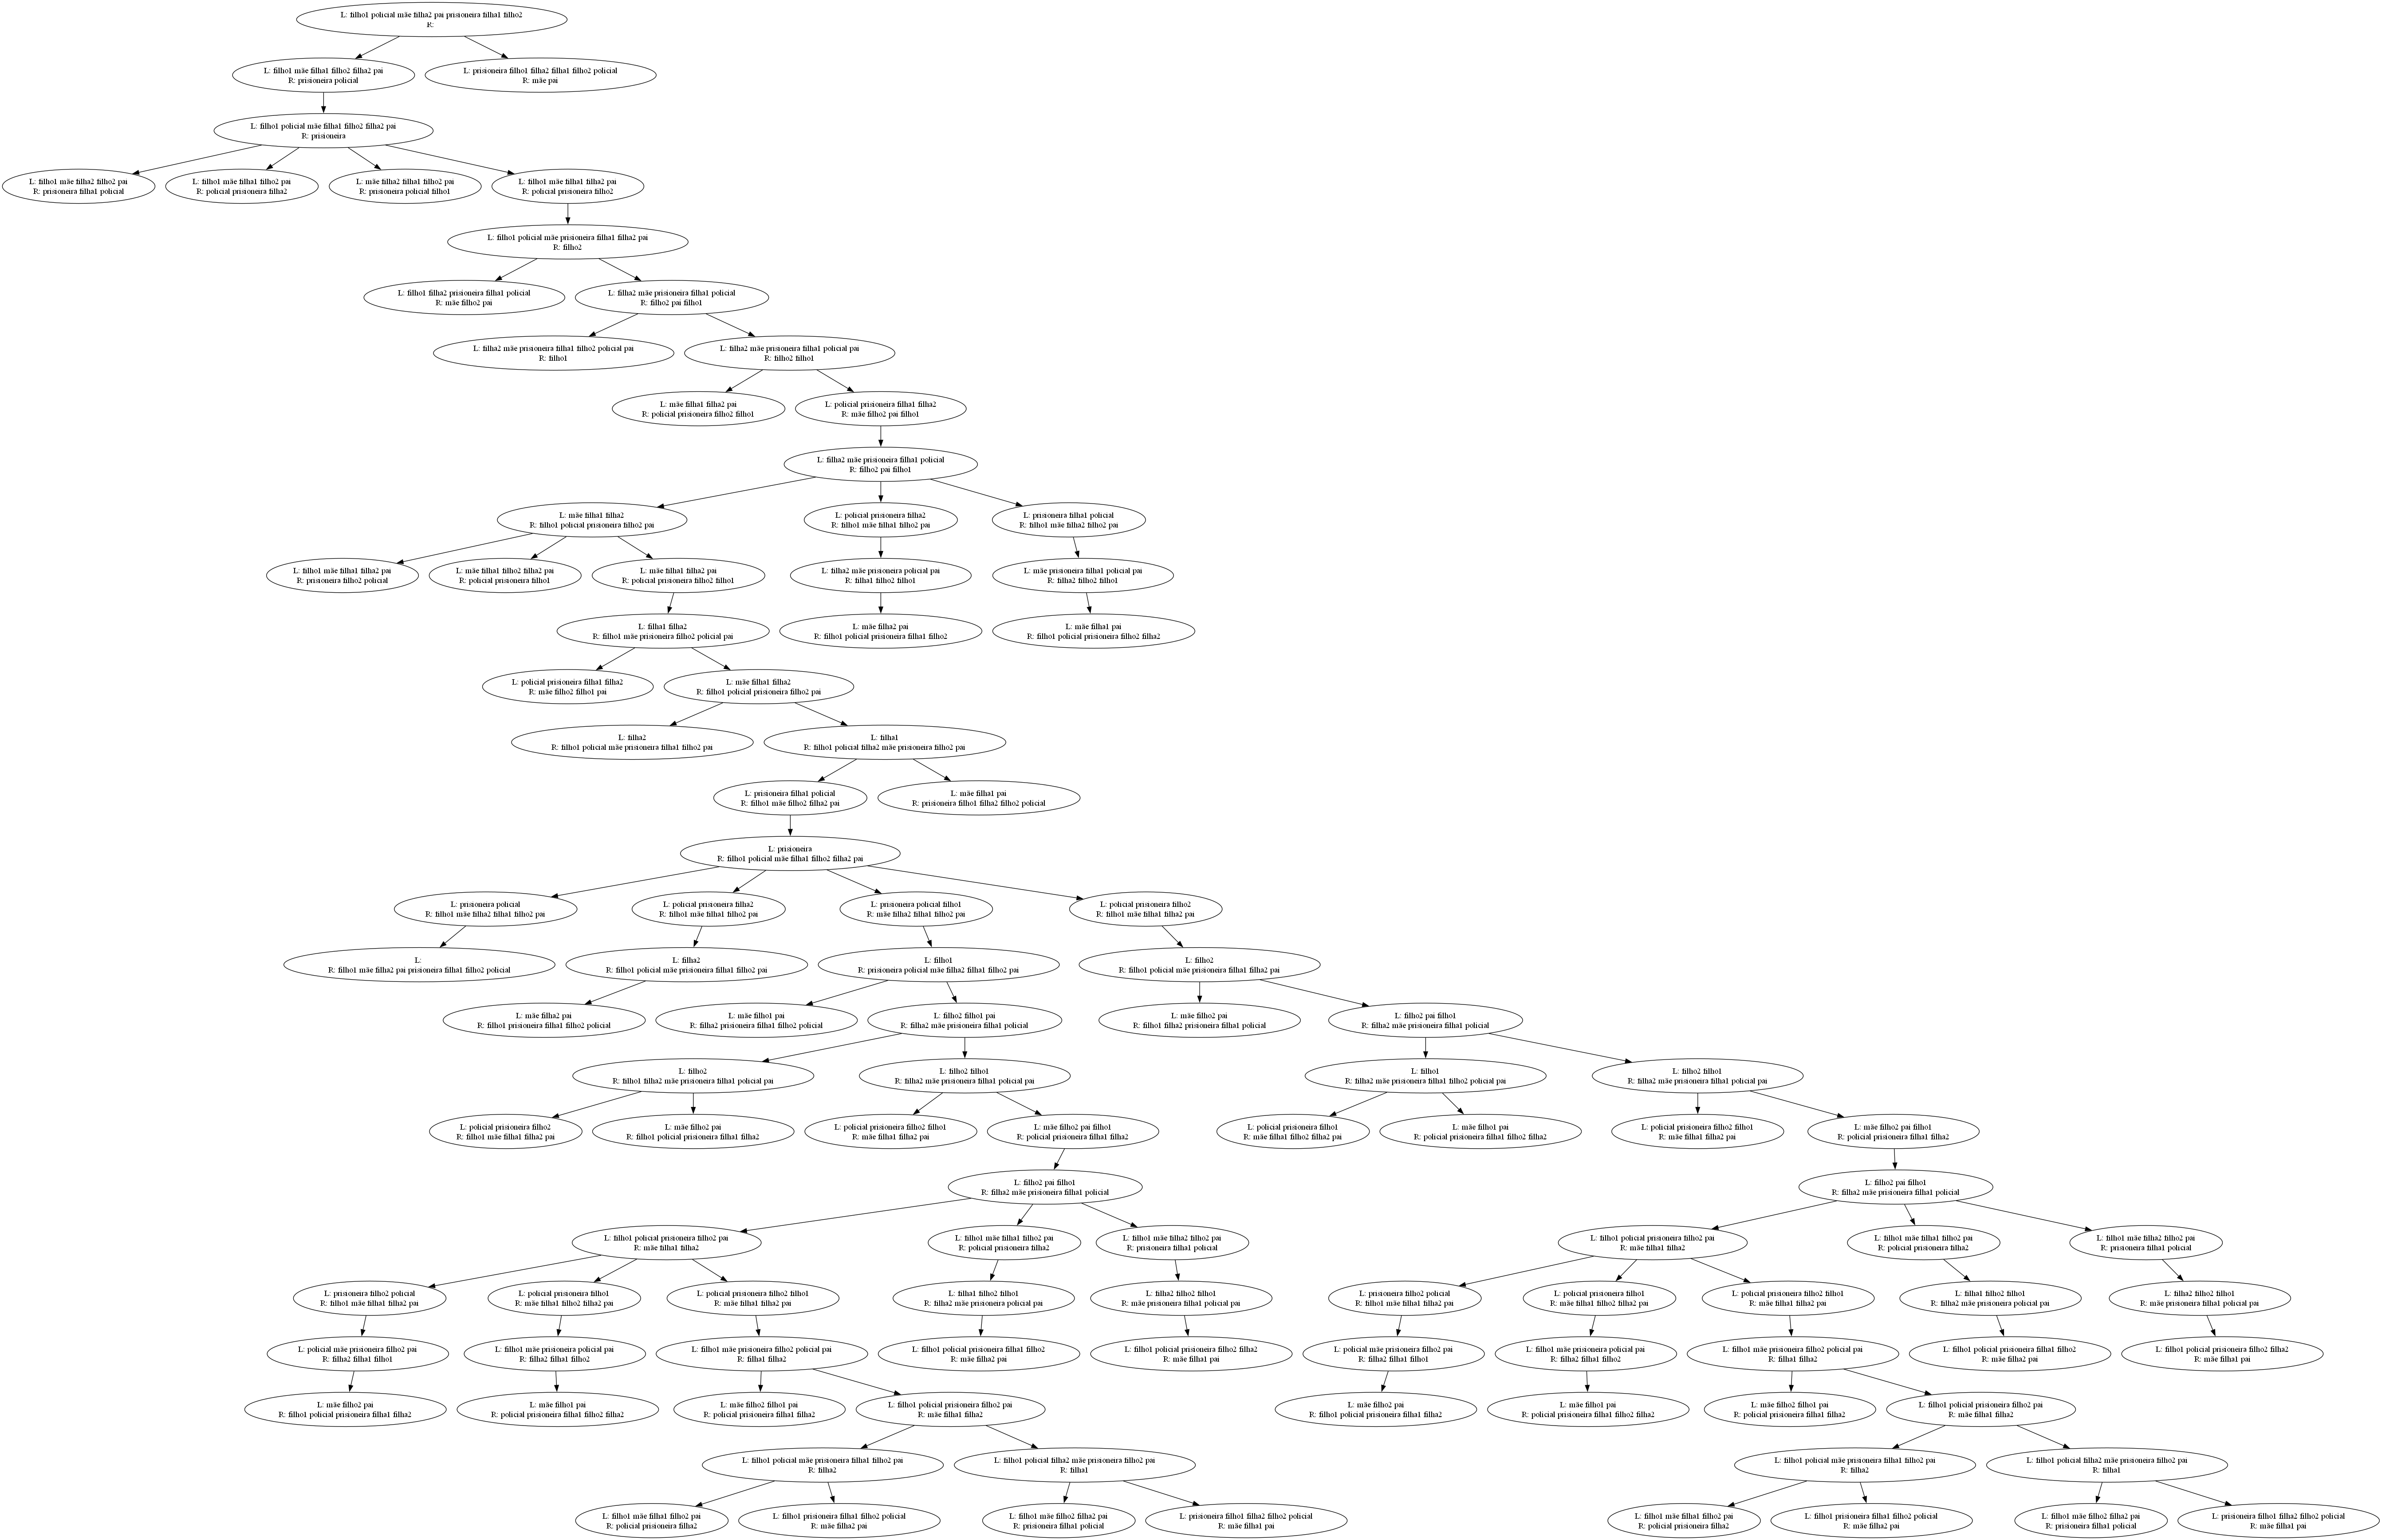 L: filho1 policial mãe filha2 pai prisioneira filha1 filho2
R:
L: filho1 mãe filha1 filho2 filha2 pai
R: prisioneira policial
L: prisioneira filho1 filha2 filha1 filho2 policial
R: mãe pai
L: filho1 policial mãe filha1 filho2 filha2 pai
R: prisioneira
L: filho1 mãe filha2 filho2 pai
R: prisioneira filha1 policial
L: filho1 mãe filha1 filho2 pai
R: policial prisioneira filha2
L: mãe filha2 filha1 filho2 pai
R: prisioneira policial filho1
L: filho1 mãe filha1 filha2 pai
R: policial prisioneira filho2
L: filho1 policial mãe prisioneira filha1 filha2 pai
R: filho2
L: filho1 filha2 prisioneira filha1 policial
R: mãe filho2 pai
L: filha2 mãe prisioneira filha1 policial
R: filho2 pai filho1
L: filha2 mãe prisioneira filha1 filho2 policial pai
R: filho1
L: filha2 mãe prisioneira filha1 policial pai
R: filho2 filho1
L: mãe filha1 filha2 pai
R: policial prisioneira filho2 filho1
L: policial prisioneira filha1 filha2
R: mãe filho2 pai filho1
L: filha2 mãe prisioneira filha1 policial
R: filho2 pai filho1
L: mãe filha1 filha2
R: filho1 policial prisioneira filho2 pai
L: policial prisioneira filha2
R: filho1 mãe filha1 filho2 pai
L: prisioneira filha1 policial
R: filho1 mãe filha2 filho2 pai
L: filho1 mãe filha1 filha2 pai
R: prisioneira filho2 policial
L: mãe filha1 filho2 filha2 pai
R: policial prisioneira filho1
L: mãe filha1 filha2 pai
R: policial prisioneira filho2 filho1
L: filha2 mãe prisioneira policial pai
R: filha1 filho2 filho1
L: mãe prisioneira filha1 policial pai
R: filha2 filho2 filho1
L: filha1 filha2
R: filho1 mãe prisioneira filho2 policial pai
L: mãe filha2 pai
R: filho1 policial prisioneira filha1 filho2
L: mãe filha1 pai
R: filho1 policial prisioneira filho2 filha2
L: policial prisioneira filha1 filha2
R: mãe filho2 filho1 pai
L: mãe filha1 filha2
R: filho1 policial prisioneira filho2 pai
L: filha2
R: filho1 policial mãe prisioneira filha1 filho2 pai
L: filha1
R: filho1 policial filha2 mãe prisioneira filho2 pai
L: prisioneira filha1 policial
R: filho1 mãe filho2 filha2 pai
L: mãe filha1 pai
R: prisioneira filho1 filha2 filho2 policial
L: prisioneira
R: filho1 policial mãe filha1 filho2 filha2 pai
L: prisioneira policial
R: filho1 mãe filha2 filha1 filho2 pai
L: policial prisioneira filha2
R: filho1 mãe filha1 filho2 pai
L: prisioneira policial filho1
R: mãe filha2 filha1 filho2 pai
L: policial prisioneira filho2
R: filho1 mãe filha1 filha2 pai
L:
R: filho1 mãe filha2 pai prisioneira filha1 filho2 policial
L: filha2
R: filho1 policial mãe prisioneira filha1 filho2 pai
L: filho1
R: prisioneira policial mãe filha2 filha1 filho2 pai
L: filho2
R: filho1 policial mãe prisioneira filha1 filha2 pai
L: mãe filha2 pai
R: filho1 prisioneira filha1 filho2 policial
L: mãe filho1 pai
R: filha2 prisioneira filha1 filho2 policial
L: filho2 filho1 pai
R: filha2 mãe prisioneira filha1 policial
L: mãe filho2 pai
R: filho1 filha2 prisioneira filha1 policial
L: filho2 pai filho1
R: filha2 mãe prisioneira filha1 policial
L: filho2
R: filho1 filha2 mãe prisioneira filha1 policial pai
L: filho2 filho1
R: filha2 mãe prisioneira filha1 policial pai
L: filho1
R: filha2 mãe prisioneira filha1 filho2 policial pai
L: filho2 filho1
R: filha2 mãe prisioneira filha1 policial pai
L: policial prisioneira filho2
R: filho1 mãe filha1 filha2 pai
L: mãe filho2 pai
R: filho1 policial prisioneira filha1 filha2
L: policial prisioneira filho2 filho1
R: mãe filha1 filha2 pai
L: mãe filho2 pai filho1
R: policial prisioneira filha1 filha2
L: policial prisioneira filho1
R: mãe filha1 filho2 filha2 pai
L: mãe filho1 pai
R: policial prisioneira filha1 filho2 filha2
L: policial prisioneira filho2 filho1
R: mãe filha1 filha2 pai
L: mãe filho2 pai filho1
R: policial prisioneira filha1 filha2
L: filho2 pai filho1
R: filha2 mãe prisioneira filha1 policial
L: filho2 pai filho1
R: filha2 mãe prisioneira filha1 policial
L: filho1 policial prisioneira filho2 pai
R: mãe filha1 filha2
L: filho1 mãe filha1 filho2 pai
R: policial prisioneira filha2
L: filho1 mãe filha2 filho2 pai
R: prisioneira filha1 policial
L: filho1 policial prisioneira filho2 pai
R: mãe filha1 filha2
L: filho1 mãe filha1 filho2 pai
R: policial prisioneira filha2
L: filho1 mãe filha2 filho2 pai
R: prisioneira filha1 policial
L: prisioneira filho2 policial
R: filho1 mãe filha1 filha2 pai
L: policial prisioneira filho1
R: mãe filha1 filho2 filha2 pai
L: policial prisioneira filho2 filho1
R: mãe filha1 filha2 pai
L: filha1 filho2 filho1
R: filha2 mãe prisioneira policial pai
L: filha2 filho2 filho1
R: mãe prisioneira filha1 policial pai
L: prisioneira filho2 policial
R: filho1 mãe filha1 filha2 pai
L: policial prisioneira filho1
R: mãe filha1 filho2 filha2 pai
L: policial prisioneira filho2 filho1
R: mãe filha1 filha2 pai
L: filha1 filho2 filho1
R: filha2 mãe prisioneira policial pai
L: filha2 filho2 filho1
R: mãe prisioneira filha1 policial pai
L: policial mãe prisioneira filho2 pai
R: filha2 filha1 filho1
L: filho1 mãe prisioneira policial pai
R: filha2 filha1 filho2
L: filho1 mãe prisioneira filho2 policial pai
R: filha1 filha2
L: filho1 policial prisioneira filha1 filho2
R: mãe filha2 pai
L: filho1 policial prisioneira filho2 filha2
R: mãe filha1 pai
L: policial mãe prisioneira filho2 pai
R: filha2 filha1 filho1
L: filho1 mãe prisioneira policial pai
R: filha2 filha1 filho2
L: filho1 mãe prisioneira filho2 policial pai
R: filha1 filha2
L: filho1 policial prisioneira filha1 filho2
R: mãe filha2 pai
L: filho1 policial prisioneira filho2 filha2
R: mãe filha1 pai
L: mãe filho2 pai
R: filho1 policial prisioneira filha1 filha2
L: mãe filho1 pai
R: policial prisioneira filha1 filho2 filha2
L: mãe filho2 filho1 pai
R: policial prisioneira filha1 filha2
L: filho1 policial prisioneira filho2 pai
R: mãe filha1 filha2
L: mãe filho2 pai
R: filho1 policial prisioneira filha1 filha2
L: mãe filho1 pai
R: policial prisioneira filha1 filho2 filha2
L: mãe filho2 filho1 pai
R: policial prisioneira filha1 filha2
L: filho1 policial prisioneira filho2 pai
R: mãe filha1 filha2
L: filho1 policial mãe prisioneira filha1 filho2 pai
R: filha2
L: filho1 policial filha2 mãe prisioneira filho2 pai
R: filha1
L: filho1 policial mãe prisioneira filha1 filho2 pai
R: filha2
L: filho1 policial filha2 mãe prisioneira filho2 pai
R: filha1
L: filho1 mãe filha1 filho2 pai
R: policial prisioneira filha2
L: filho1 prisioneira filha1 filho2 policial
R: mãe filha2 pai
L: filho1 mãe filho2 filha2 pai
R: prisioneira filha1 policial
L: prisioneira filho1 filha2 filho2 policial
R: mãe filha1 pai
L: filho1 mãe filha1 filho2 pai
R: policial prisioneira filha2
L: filho1 prisioneira filha1 filho2 policial
R: mãe filha2 pai
L: filho1 mãe filho2 filha2 pai
R: prisioneira filha1 policial
L: prisioneira filho1 filha2 filho2 policial
R: mãe filha1 pai